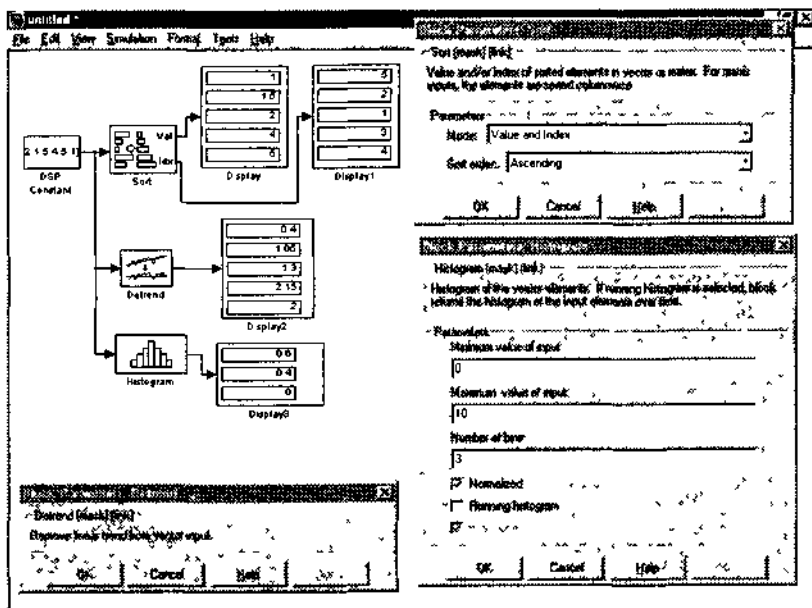 untitled *
File Edit View Simulation Format Tools Help
2 1 5 4 5 1]
DSP
Constant
Val
Idx
Sort
1
1 5
2
4
5
Display
5
2
1
3
4
Display1
Detrend
0 4
1 05
1 3
2 15
2
Display2
Histogram
0 6
0 4
0
Display3
Sort (mask) (link)
Value and/or index of sorted elements in vector or matrix. For matrix
inputs, the elements are sorted columnwise
Parameters
Mode: Value and Index
Sort order: Ascending
OK Cancel Help
Histogram (mask) (link)
Histogram of the vector elements. If running histogram is selected, block
returns the histogram of the input elements over
Parameters
Minimum value of input
0
Maximum value of input
10
Number of bins
3
Normalized
Running histogram
OK Cancel Help
Detrend (mask) (link)
Remove linear trend from vector input.
OK Cancel Help